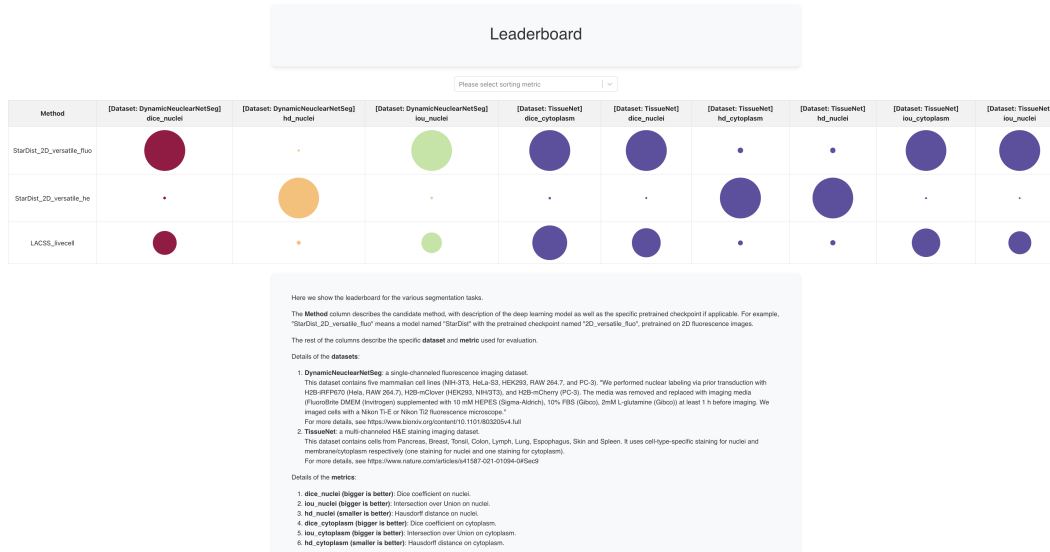 Leaderboard
Please select sorting metric
Method
[Dataset: DynamicNeuclearNetSeg] dice_nuclei
[Dataset: DynamicNeuclearNetSeg] hd_nuclei
[Dataset: DynamicNeuclearNetSeg] iou_nuclei
[Dataset: TissueNet] dice_cytoplasm
[Dataset: TissueNet] dice_nuclei
[Dataset: TissueNet] hd_cytoplasm
[Dataset: TissueNet] hd_nuclei
[Dataset: TissueNet] iou_cytoplasm
[Dataset: TissueNet iou_nuclei
StarDist_2D_versatile_fluo
StarDist_2D_versatile_he
LACSS_livecell
Here we show the leaderboard for the various segmentation tasks.
The Method column describes the candidate method, with description of the deep learning model as well as the specific pretrained checkpoint if applicable. For example,
"StarDist_2D_versatile_fluo" means a model named "StarDist" with the pretrained checkpoint named "2D_versatile_fluo", pretrained on 2D fluorescence images.
The rest of the columns describe the specific dataset and metric used for evaluation.
Details of the datasets:
1. DynamicNeuclearNetSeg: a single-channeled fluorescence imaging dataset.
This dataset contains five mammalian cell lines (NIH-3T3, HeLa-S3, HEK293, RAW 264.7, and PC-3). "We performed nuclear labeling via prior transduction with
H2B-iRFP670 (Hela, RAW 264.7), H2B-mClover (HEK293, NIH/3T3), and H2B-mCherry (PC-3). The media was removed and replaced with imaging media
(FluoroBrite DMEM (Invitrogen) supplemented with 10 mM HEPES (Sigma-Aldrich), 10% FBS (Gibco), 2mM L-glutamine (Gibco)) at least 1 h before imaging. We
imaged cells with a Nikon Ti-E or Nikon Ti2 fluorescence microscope."
For more details, see https://www.biorxiv.org/content/10.1101/803205v4.full
2. TissueNet: a multi-channeled H&E staining imaging dataset.
This dataset contains cells from Pancreas, Breast, Tonsil, Colon, Lymph, Lung, Espophagus, Skin and Spleen. It uses cell-type-specific staining for nuclei and
membrane/cytoplasm respectively (one staining for nuclei and one staining for cytoplasm).
For more details, see https://www.nature.com/articles/s41587-021-01094-0#Sec9
Details of the metrics:
1. dice_nuclei (bigger is better): Dice coefficient on nuclei.
2. iou_nuclei (bigger is better): Intersection over Union on nuclei.
3. hd_nuclei (smaller is better): Hausdorff distance on nuclei.
4. dice_cytoplasm (bigger is better): Dice coefficient on cytoplasm.
5. iou_cytoplasm (bigger is better): Intersection over Union on cytoplasm.
6. hd_cytoplasm (smaller is better): Hausdorff distance on cytoplasm.